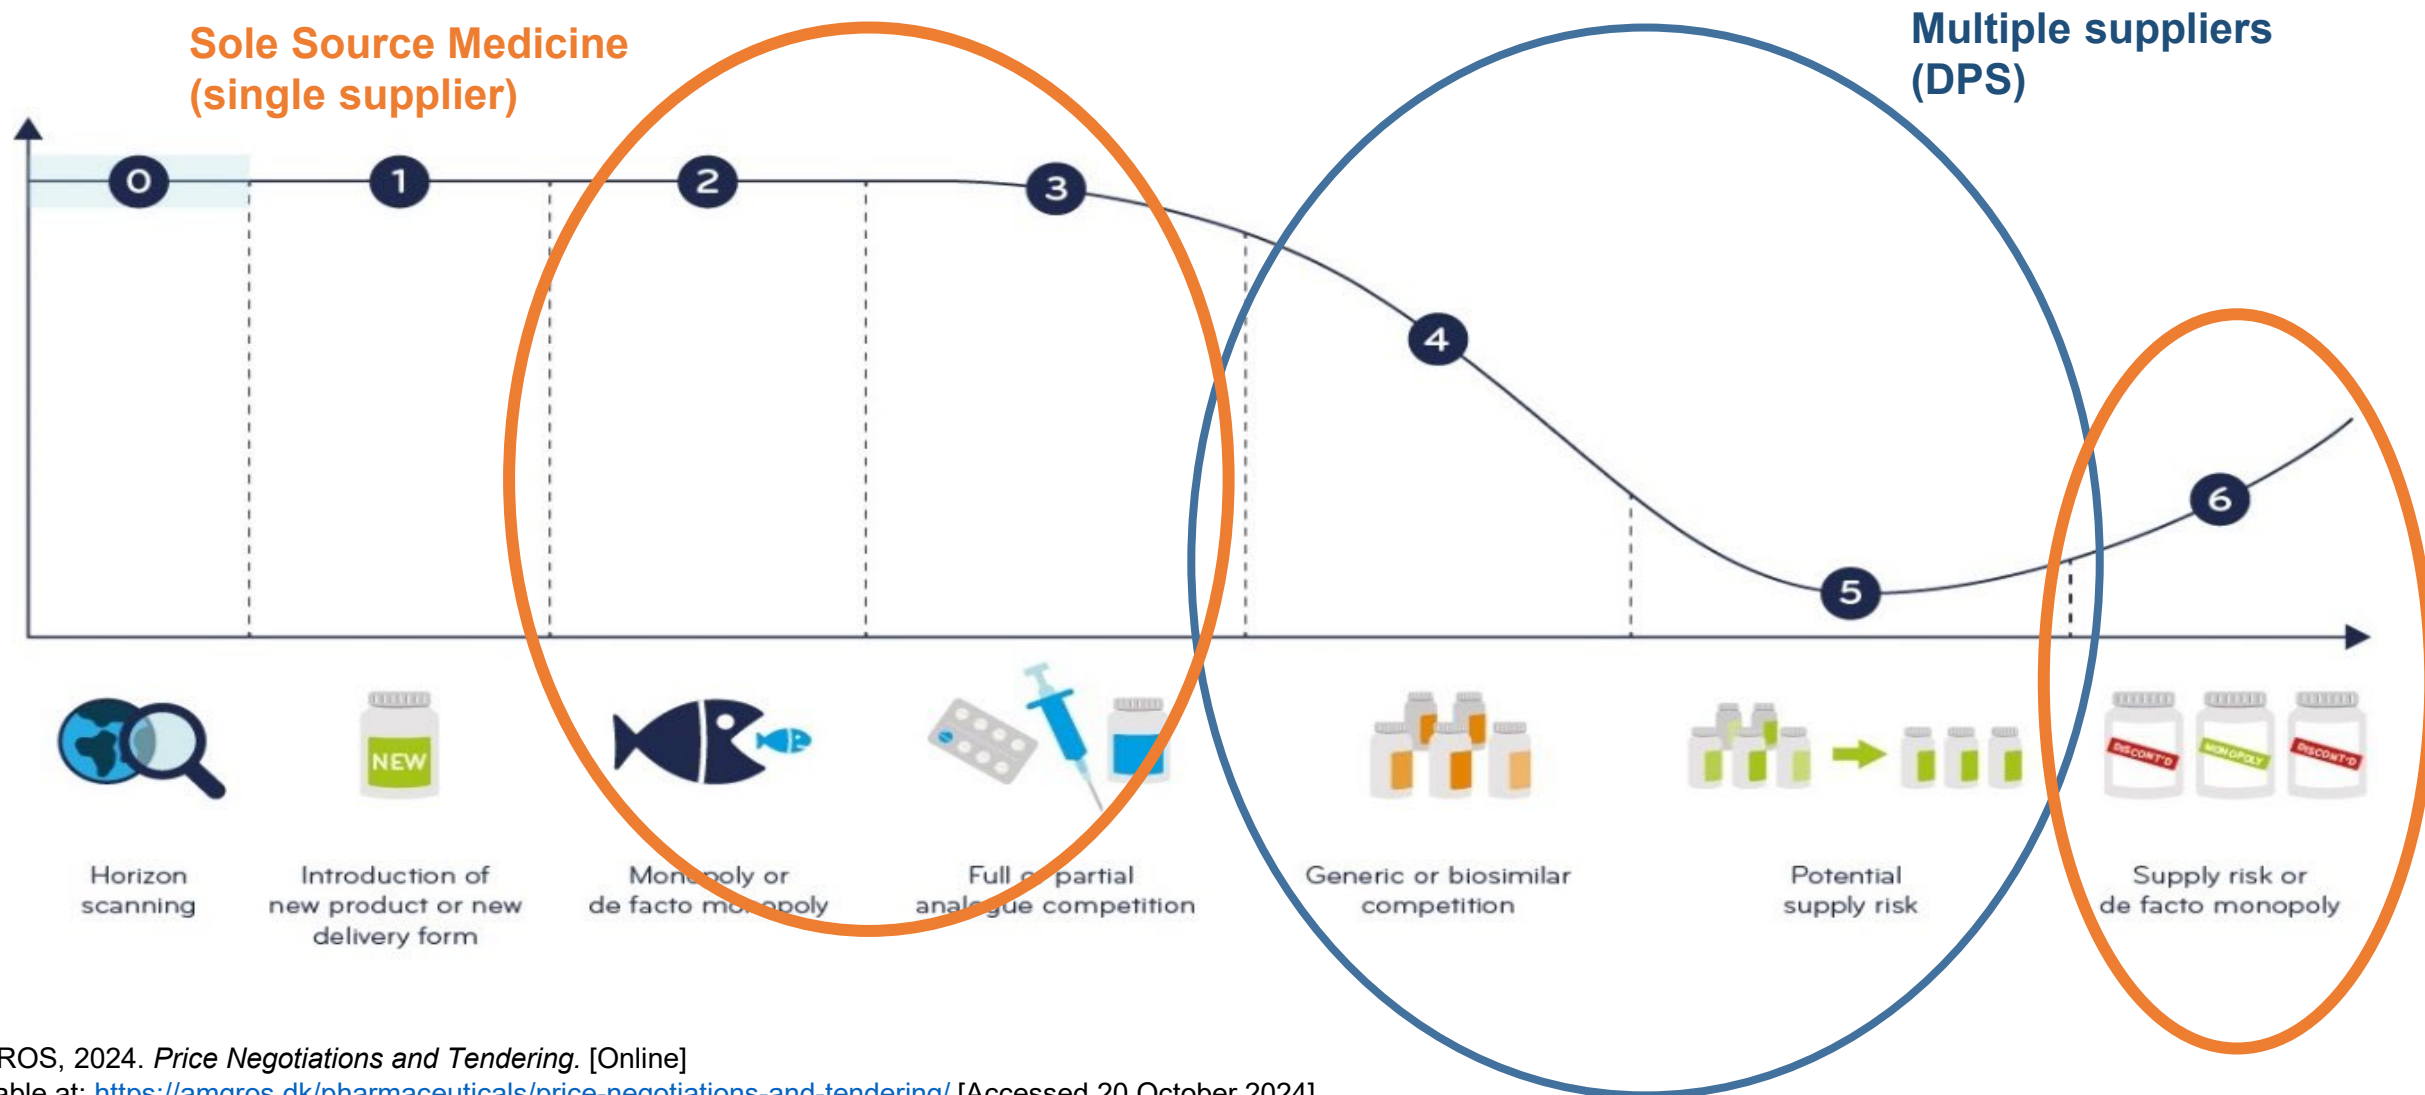 Sole Source Medicine
(single supplier)
Multiple suppliers
(DPS)
0
1
2
3
4
5
6
NEW
DISCONT'D
MONOPOLY
DISCONT'D
Horizon
scanning
Introduction of
new product or new
delivery form
Monopoly or
de facto monopoly
Full or partial
analogue competition
Generic or biosimilar
competition
Potential
supply risk
Supply risk or
de facto monopoly
ROS, 2024. Price Negotiations and Tendering. [Online]
able at: https://amgros.dk/pharmaceuticals/price-negotiations-and-tendering/ [Accessed 20 October 2024]